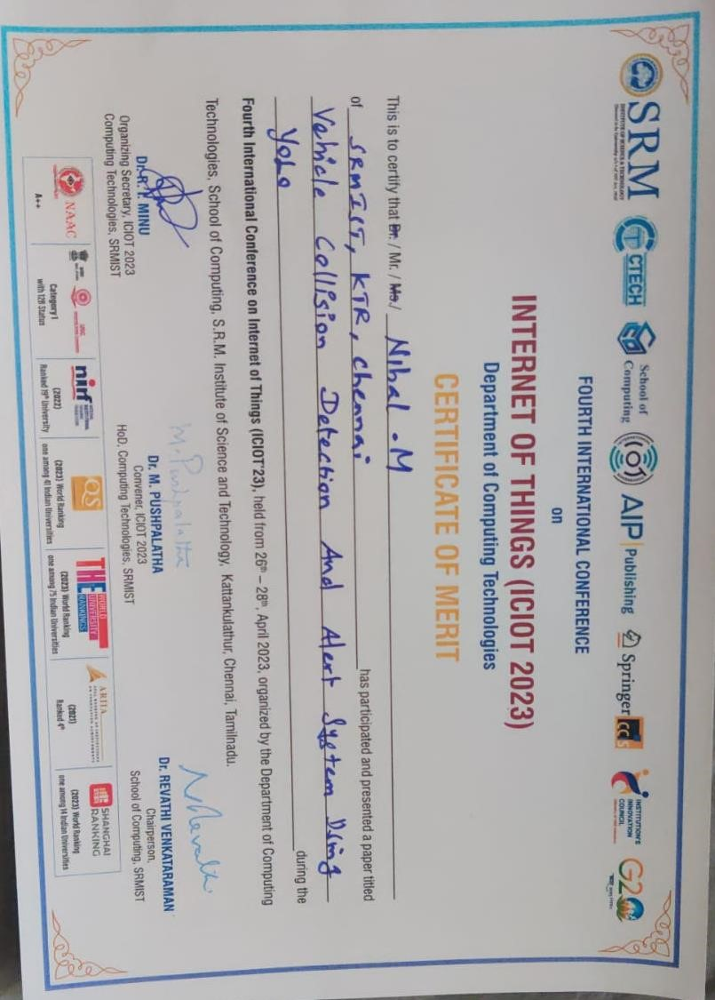 SRM
INSTITUTE OF SCIENCE & TECHNOLOGY
CTECH
School of
Computing
IOT
AIP Publishing
Springer
CCIS
INSTITUTION'S
INNOVATION
COUNCIL
G20
FOURTH INTERNATIONAL CONFERENCE
on
INTERNET OF THINGS (ICIOT 2023)
Department of Computing Technologies
CERTIFICATE OF MERIT
This is to certify that Dr. / Mr. / Ms./ Nihal . M
of SRMIST, KTR, Chennai has participated and presented a paper titled
Vehicle Collision Detection And Alert System Using
Yolo during the
Fourth International Conference on Internet of Things (ICIOT'23), held from 26th – 28th, April 2023, organized by the Department of Computing
Technologies, School of Computing, S.R.M. Institute of Science and Technology, Kattankulathur, Chennai, Tamilnadu.
Dr. R. I. MINU
Organizing Secretary, ICIOT 2023
Computing Technologies, SRMIST
M. Pushpalatha
Dr. M. PUSHPALATHA
Convener, ICIOT 2023
HoD, Computing Technologies, SRMIST
N Revathi
Dr. REVATHI VENKATARAMAN
Chairperson,
School of Computing, SRMIST
NAAC
A++
UGC
Category I
with 12B Status
nirf
(2022)
Ranked 19th University
QS
(2023) World Ranking
one among 41 Indian Universities
THE WORLD
UNIVERSITY
RANKINGS
(2023) World Ranking
one among 75 Indian Universities
ARIIA
(2021)
Ranked 4th
SHANGHAI
RANKING
(2023) World Ranking
one among 14 Indian Universities